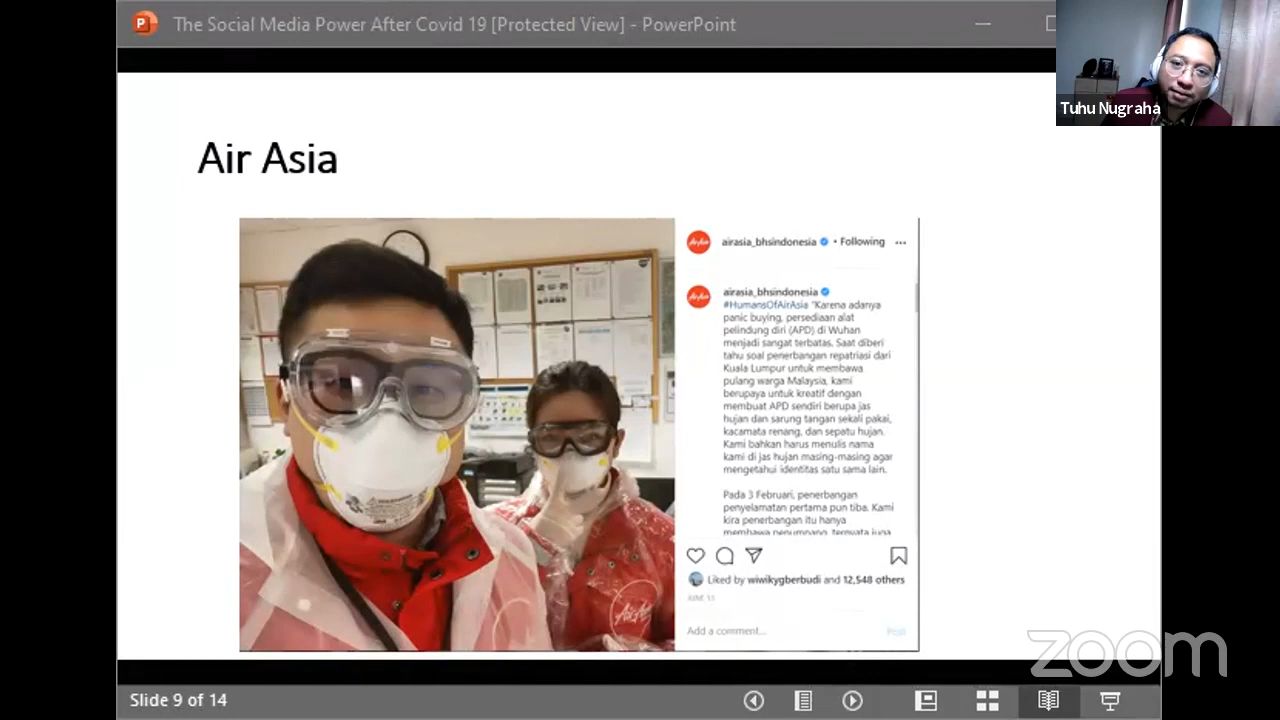 The Social Media Power After Covid 19 [Protected View] - PowerPoint
Tuhu Nugraha
Air Asia
airasia_bhsindonesia • Following ...
airasia_bhsindonesia
#HumansOfAirAsia "Karena adanya
panic buying, persediaan alat
pelindung diri (APD) di Wuhan
menjadi sangat terbatas. Saat diberi
tahu soal penerbangan repatriasi dari
Kuala Lumpur untuk membawa
pulang warga Malaysia, kami
berupaya untuk kreatif dengan
membuat APD sendiri berupa jas
hujan dan sarung tangan sekali pakai,
kacamata renang, dan sepatu hujan.
Kami bahkan harus menulis nama
kami di jas hujan masing-masing agar
mengetahui identitas satu sama lain.
Pada 3 Februari, penerbangan
penyelamatan pertama pun tiba. Kami
kira penerbangan itu hanya
membawa penumpang, ternyata juga
Liked by wiwikygberbudi and 12,548 others
JUNE 11
Add a comment...
Post
AirAsia
zoom
Slide 9 of 14